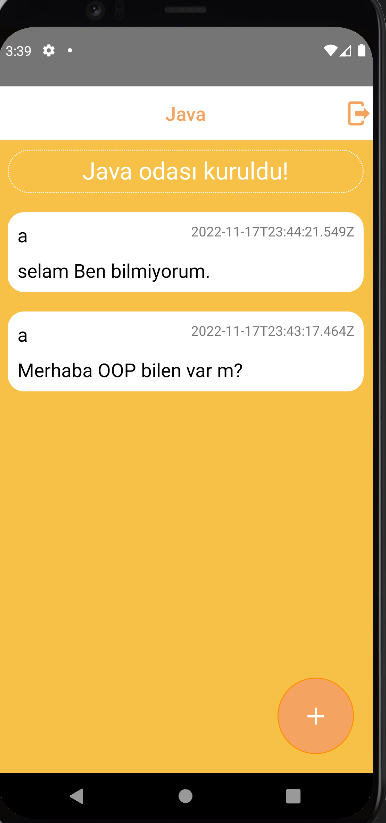 3:39
Java
Java odası kuruldu!
a 2022-11-17T23:44:21.549Z
selam Ben bilmiyorum.
a 2022-11-17T23:43:17.464Z
Merhaba OOP bilen var m?
+